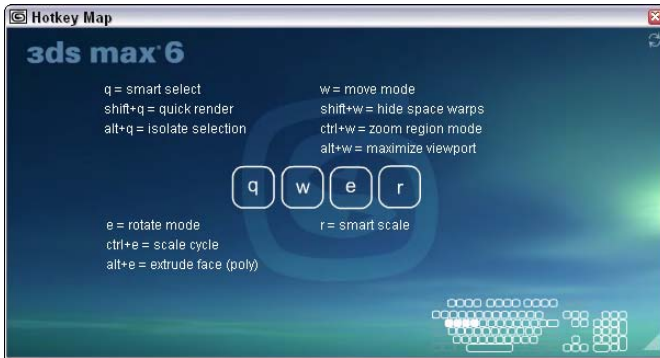 Hotkey Map
3ds max 6
q = smart select
shift+q = quick render
alt+q = isolate selection
w = move mode
shift+w = hide space warps
ctrl+w = zoom region mode
alt+w = maximize viewport
q w e r
e = rotate mode
ctrl+e = scale cycle
alt+e = extrude face (poly)
r = smart scale